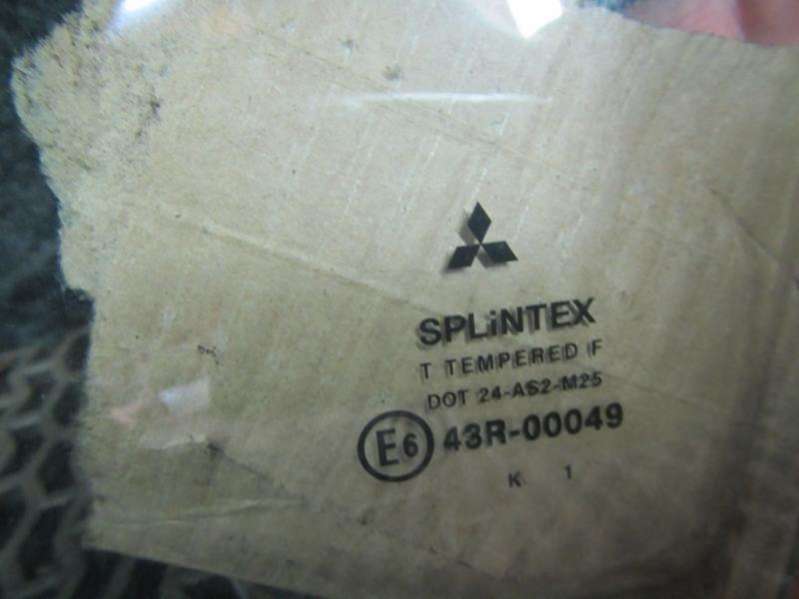 SPLiNTEX
T TEMPERED F
DOT 24-AS2-M25
E6 43R-00049
K 1